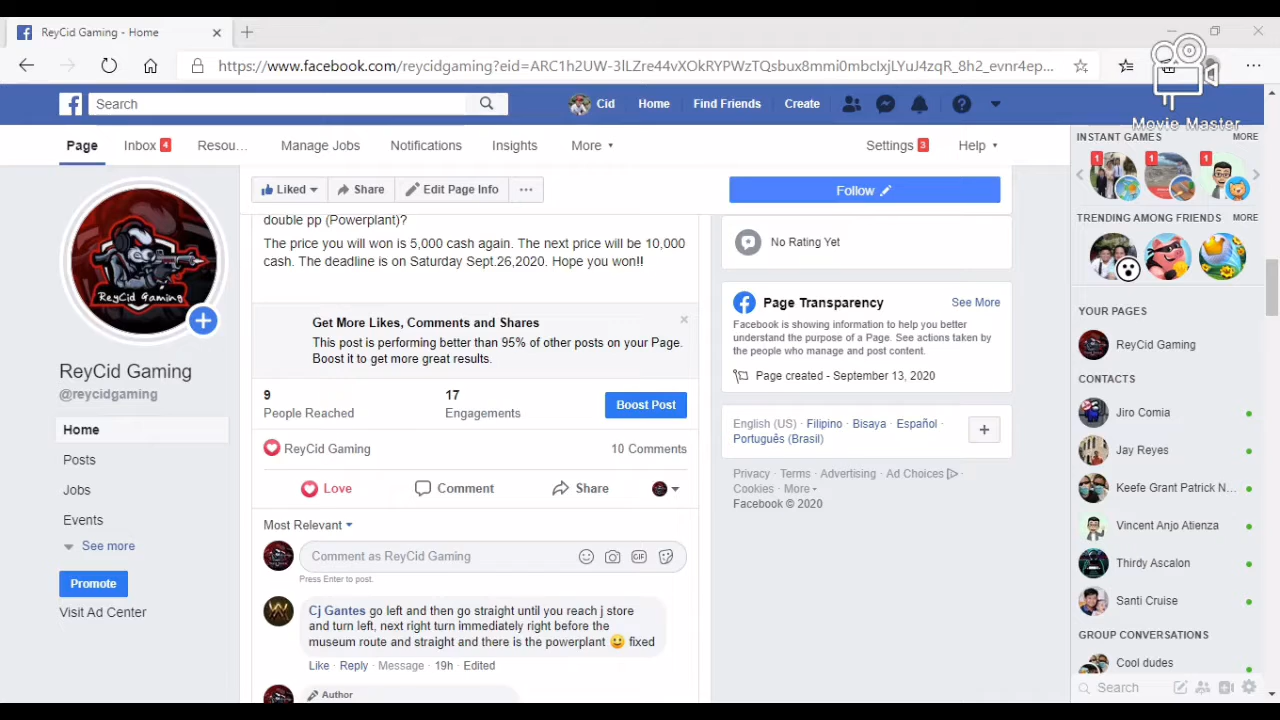 ReyCid Gaming - Home
https://www.facebook.com/reycidgaming?eid=ARC1h2UW-3lLZre44vXOkRYPWzTQsbux8mmi0mbcIxjLYuJ4zqR_8h2_evnr4ep...
Movie Master
Search
Cid
Home
Find Friends
Create
Page
Inbox 4
Resou...
Manage Jobs
Notifications
Insights
More
Settings 3
Help
Liked
Share
Edit Page Info
...
Follow
ReyCid Gaming
ReyCid Gaming
@reycidgaming
Home
Posts
Jobs
Events
See more
Promote
Visit Ad Center
double pp (Powerplant)?
The price you will won is 5,000 cash again. The next price will be 10,000
cash. The deadline is on Saturday Sept.26,2020. Hope you won!!
Get More Likes, Comments and Shares
This post is performing better than 95% of other posts on your Page.
Boost it to get more great results.
9
People Reached
17
Engagements
Boost Post
ReyCid Gaming
10 Comments
Love
Comment
Share
Most Relevant
Comment as ReyCid Gaming
GIF
Press Enter to post.
Cj Gantes go left and then go straight until you reach j store
and turn left, next right turn immediately right before the
museum route and straight and there is the powerplant 🙂 fixed
Like · Reply · Message · 19h · Edited
Author
No Rating Yet
Page Transparency
See More
Facebook is showing information to help you better
understand the purpose of a Page. See actions taken by
the people who manage and post content.
Page created - September 13, 2020
English (US) · Filipino · Bisaya · Español ·
Português (Brasil)
Privacy · Terms · Advertising · Ad Choices ·
Cookies · More
Facebook © 2020
INSTANT GAMES
MORE
1
1
1
TRENDING AMONG FRIENDS
MORE
YOUR PAGES
ReyCid Gaming
CONTACTS
Jiro Comia
Jay Reyes
Keefe Grant Patrick N...
Vincent Anjo Atienza
Thirdy Ascalon
Santi Cruise
GROUP CONVERSATIONS
Cool dudes
Search